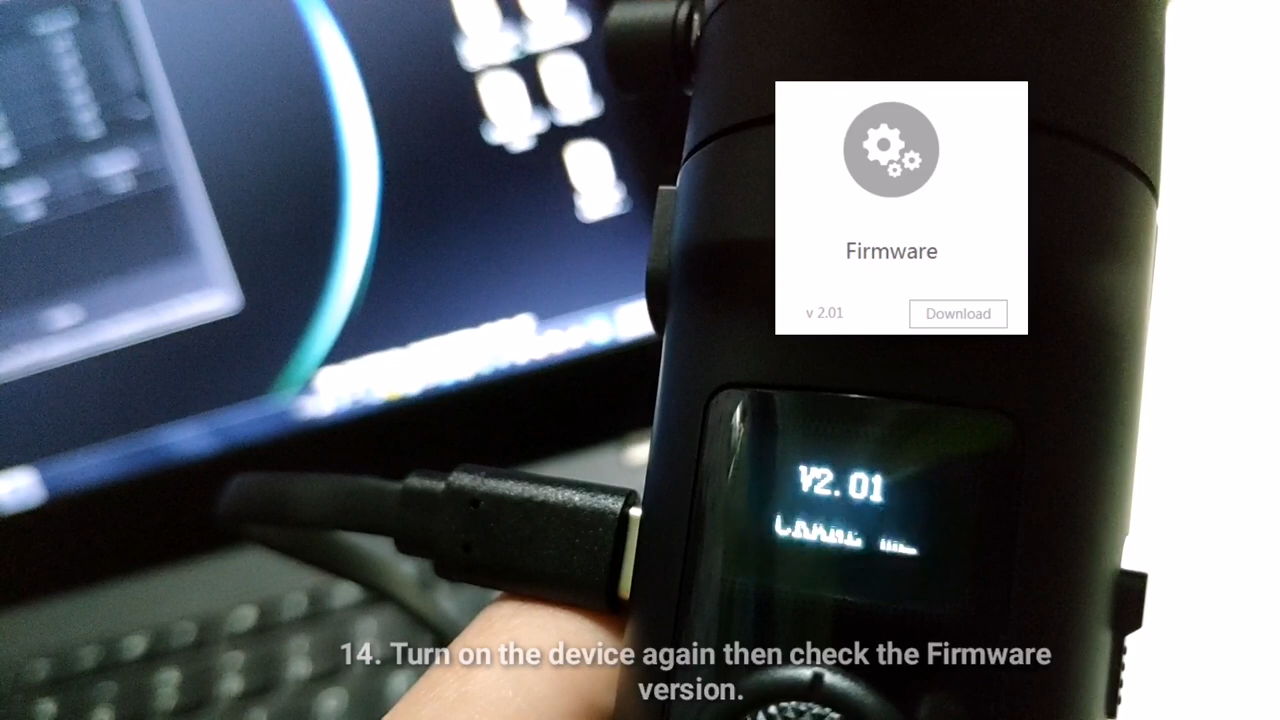 Firmware
v 2.01
Download
V2.01
14. Turn on the device again then check the Firmware
version.